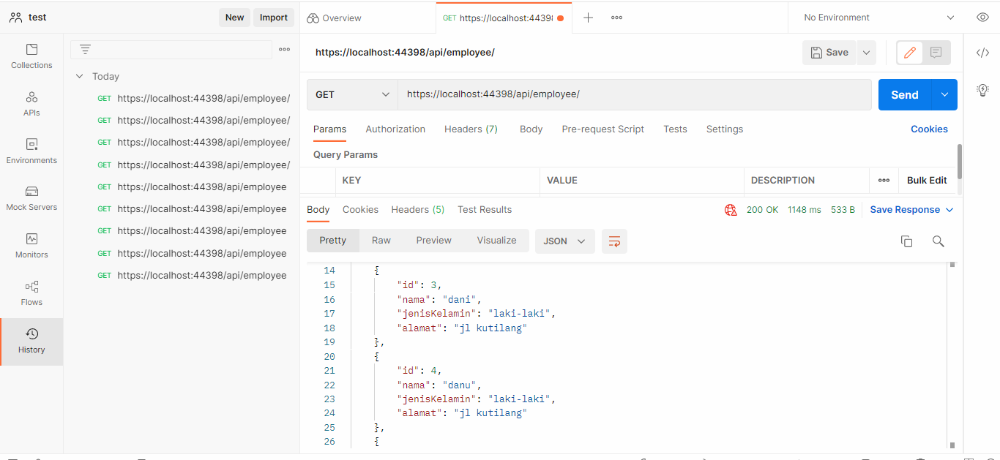 test New Import Overview GET https://localhost:4439 No Environment
https://localhost:44398/api/employee/ Save
Collections
APIs
Environments
Mock Servers
Monitors
Flows
History
Today
GET https://localhost:44398/api/employee/
GET https://localhost:44398/api/employee/
GET https://localhost:44398/api/employee/
GET https://localhost:44398/api/employee/
GET https://localhost:44398/api/employee
GET https://localhost:44398/api/employee
GET https://localhost:44398/api/employee
GET https://localhost:44398/api/employee
GET https://localhost:44398/api/employee
GET https://localhost:44398/api/employee/ Send
Params Authorization Headers (7) Body Pre-request Script Tests Settings Cookies
Query Params
KEY VALUE DESCRIPTION Bulk Edit
Body Cookies Headers (5) Test Results 200 OK 1148 ms 533 B Save Response
Pretty Raw Preview Visualize JSON
14 {
15 "id": 3,
16 "nama": "dani",
17 "jenisKelamin": "laki-laki",
18 "alamat": "jl kutilang"
19 },
20 {
21 "id": 4,
22 "nama": "danu",
23 "jenisKelamin": "laki-laki",
24 "alamat": "jl kutilang"
25 },
26 {